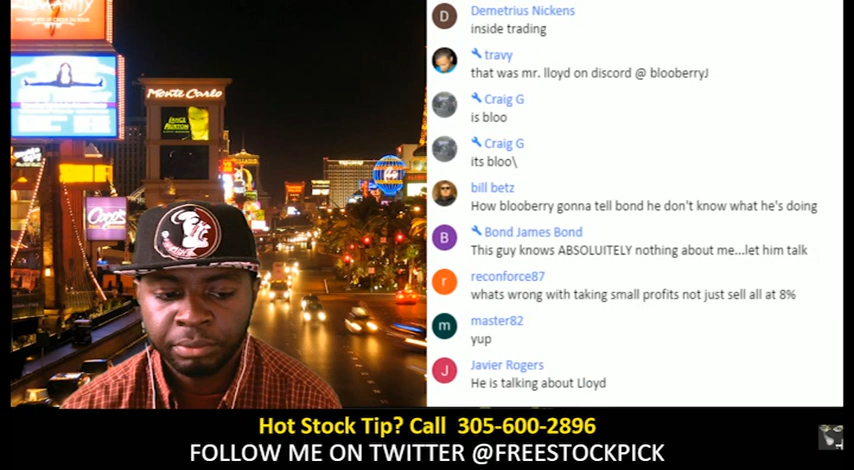 Monte Carlo
LANCE
BURTON
Demetrius Nickens
inside trading
travy
that was mr. lloyd on discord @ blooberryJ
Craig G
is bloo
Craig G
its bloo\
bill betz
How blooberry gonna tell bond he don't know what he's doing
Bond James Bond
This guy knows ABSOLUITELY nothing about me...let him talk
reconforce87
whats wrong with taking small profits not just sell all at 8%
master82
yup
Javier Rogers
He is talking about Lloyd
Hot Stock Tip? Call 305-600-2896
FOLLOW ME ON TWITTER @FREESTOCKPICK